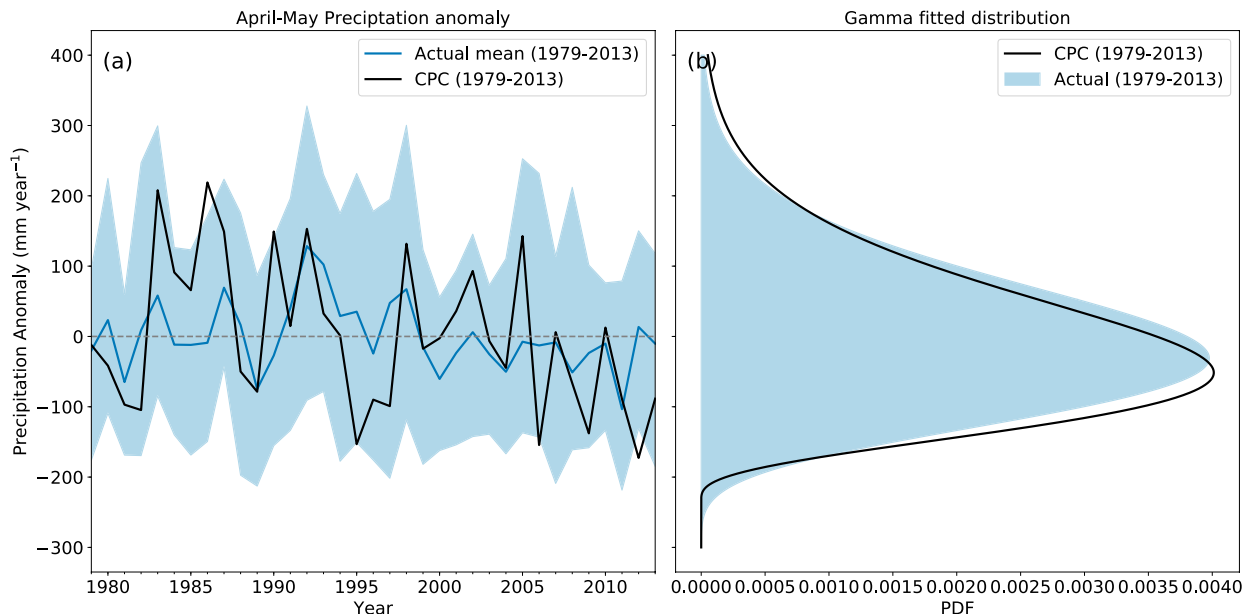 April-May Preciptation anomaly
(a)
Actual mean (1979-2013)
CPC (1979-2013)
400
300
200
100
0
−100
−200
−300
Precipitation Anomaly (mm year⁻¹)
1980 1985 1990 1995 2000 2005 2010
Year
Gamma fitted distribution
(b)
CPC (1979-2013)
Actual (1979-2013)
0.0000 0.0005 0.0010 0.0015 0.0020 0.0025 0.0030 0.0035 0.0040
PDF